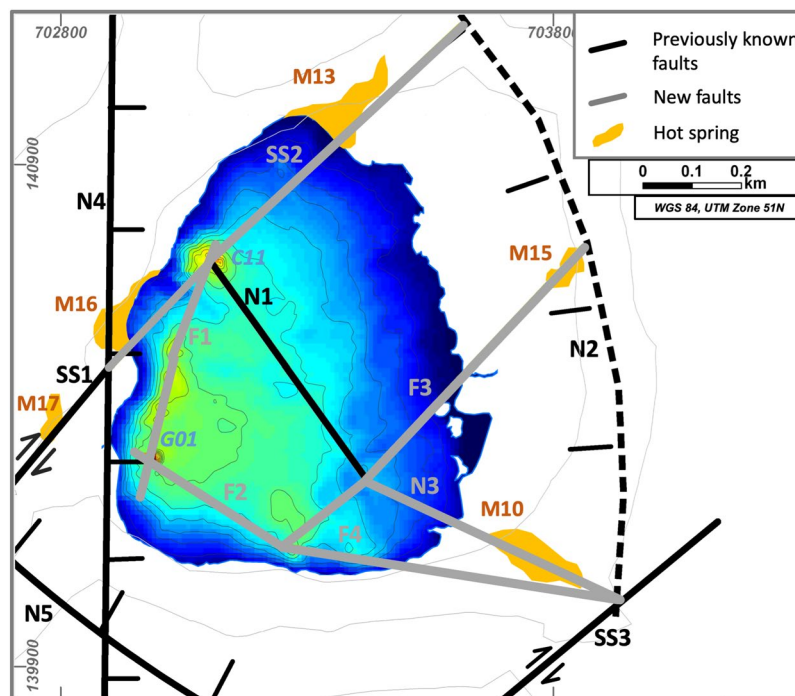 702800
703800
Previously known
faults
New faults
Hot spring
0 0.1 0.2
km
WGS 84, UTM Zone 51N
140900
139900
M13
SS2
N4
C11
M15
N1
M16
F1
N2
SS1
F3
M17
G01
N3
F2
M10
F4
N5
SS3